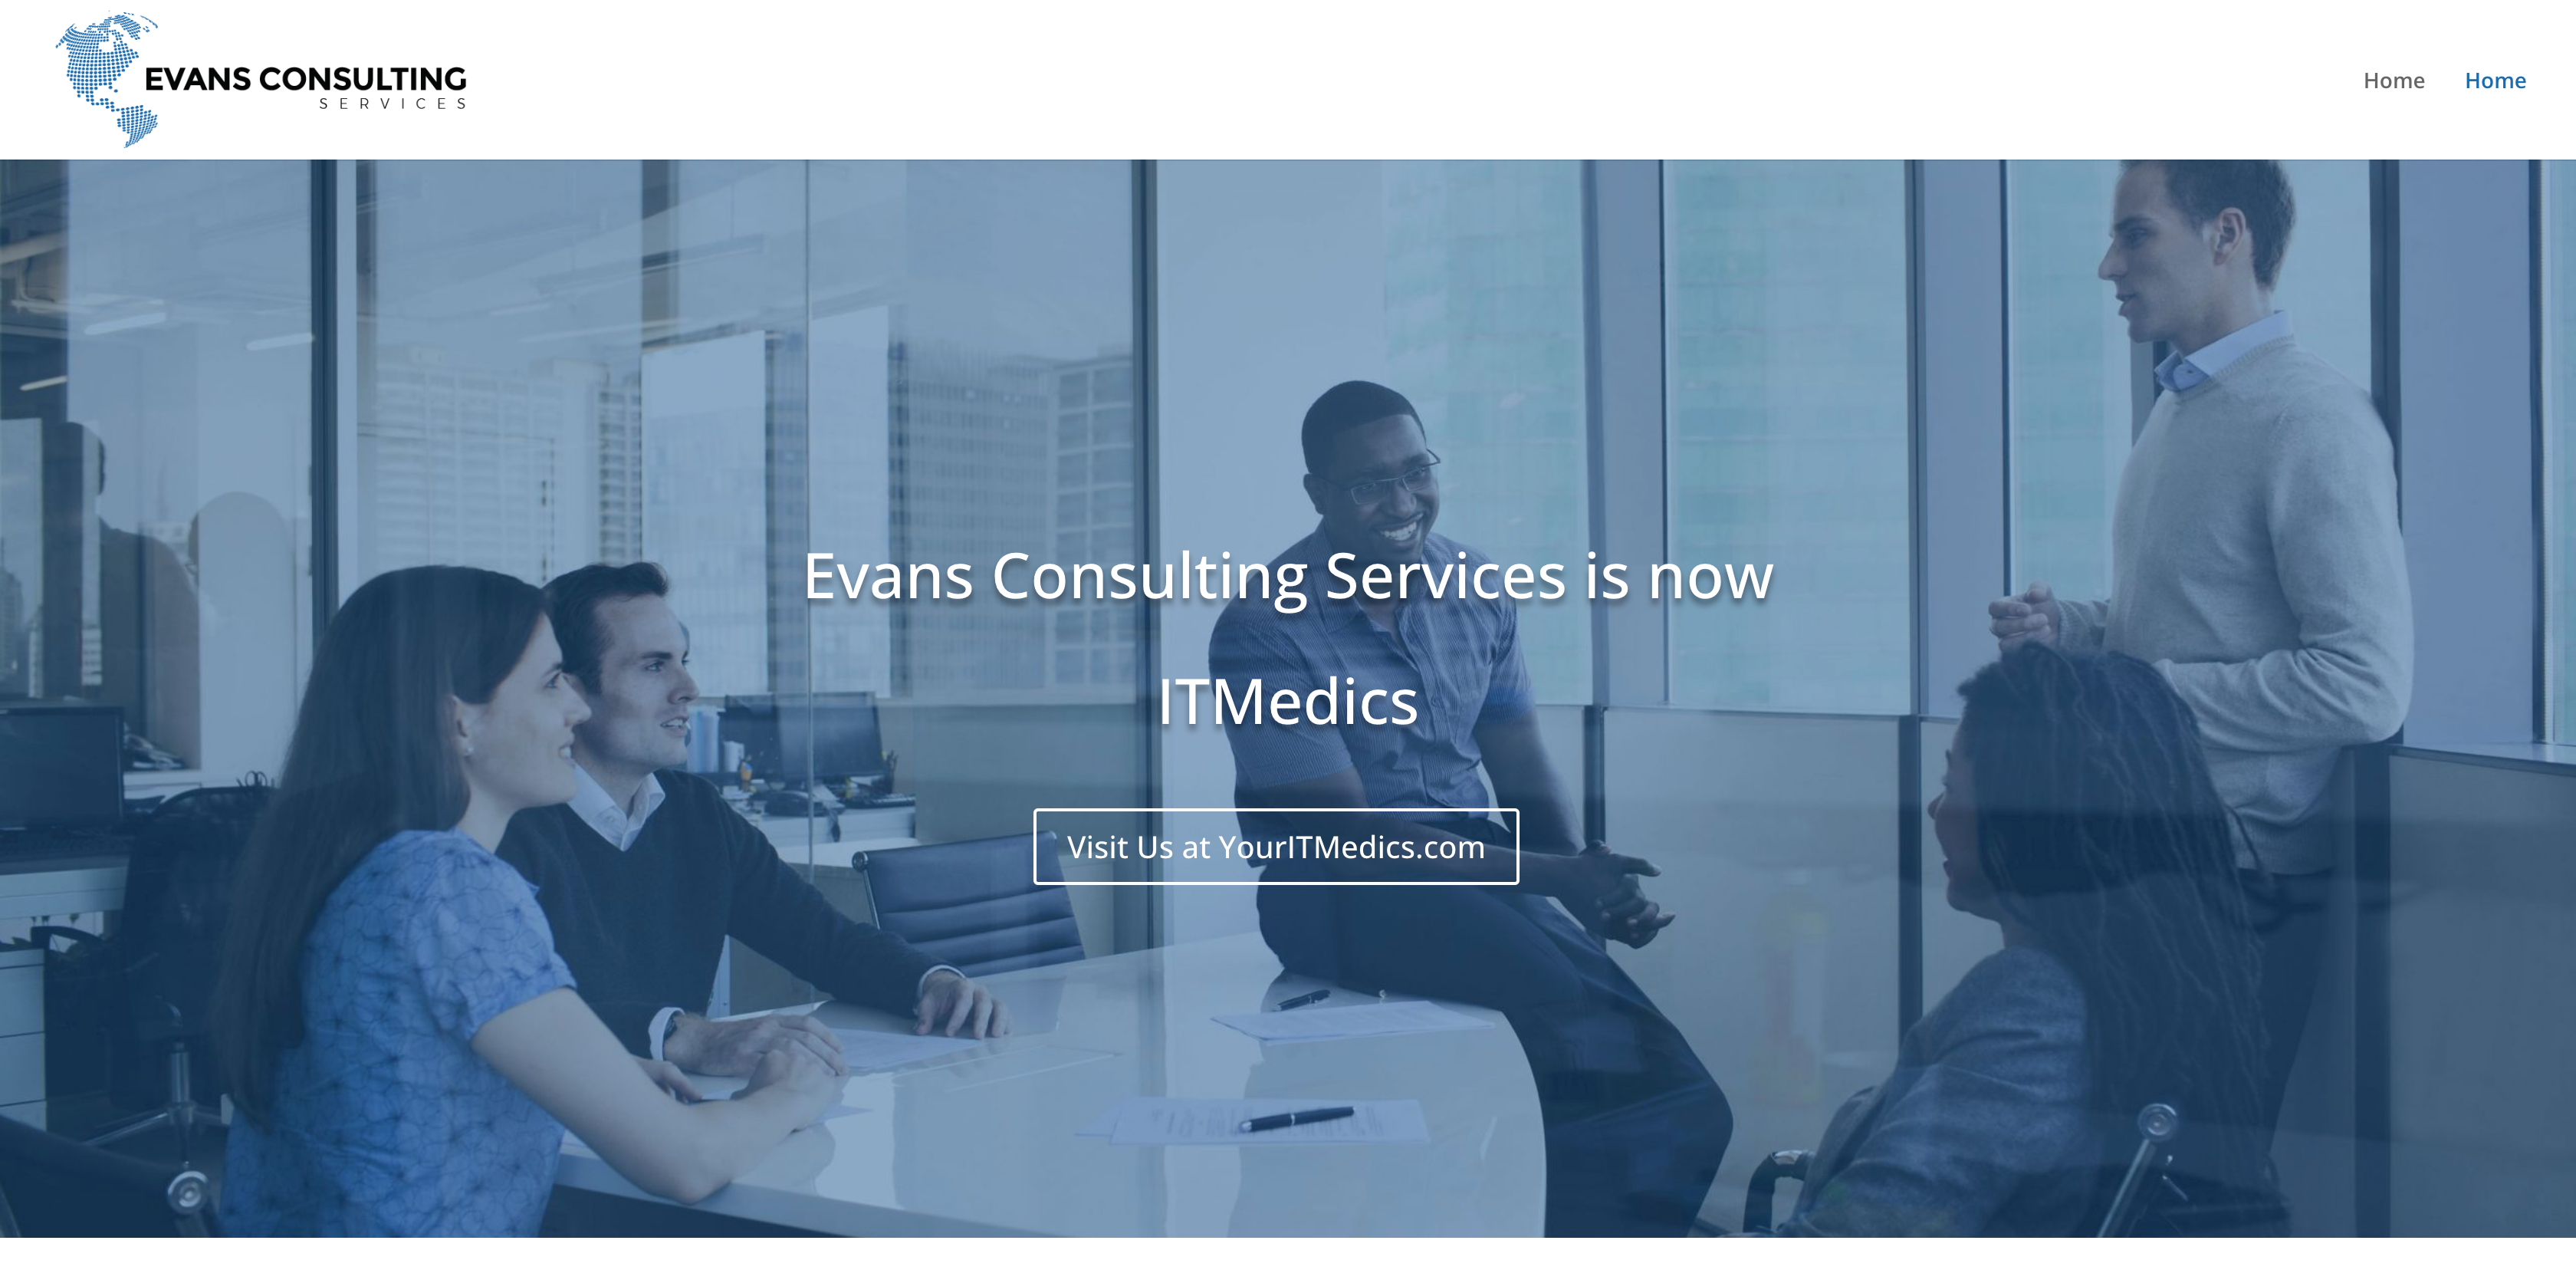 EVANS CONSULTING
SERVICES
Home Home
Evans Consulting Services is now
ITMedics
Visit Us at YourITMedics.com